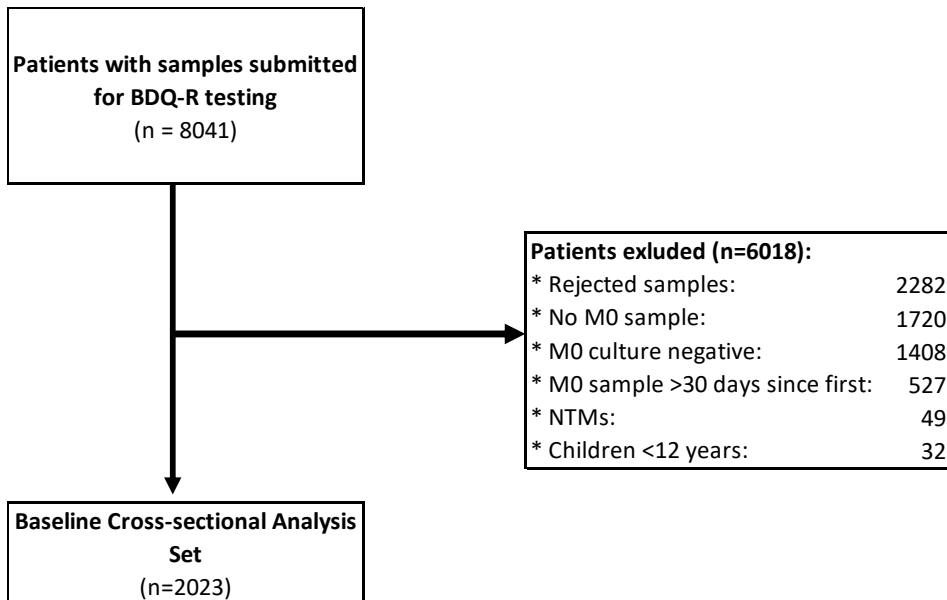 Patients with samples submitted
for BDQ-R testing
(n = 8041)
Patients exluded (n=6018):
* Rejected samples: 2282
* No M0 sample: 1720
* M0 culture negative: 1408
* M0 sample >30 days since first: 527
* NTMs: 49
* Children <12 years: 32
Baseline Cross-sectional Analysis
Set
(n=2023)